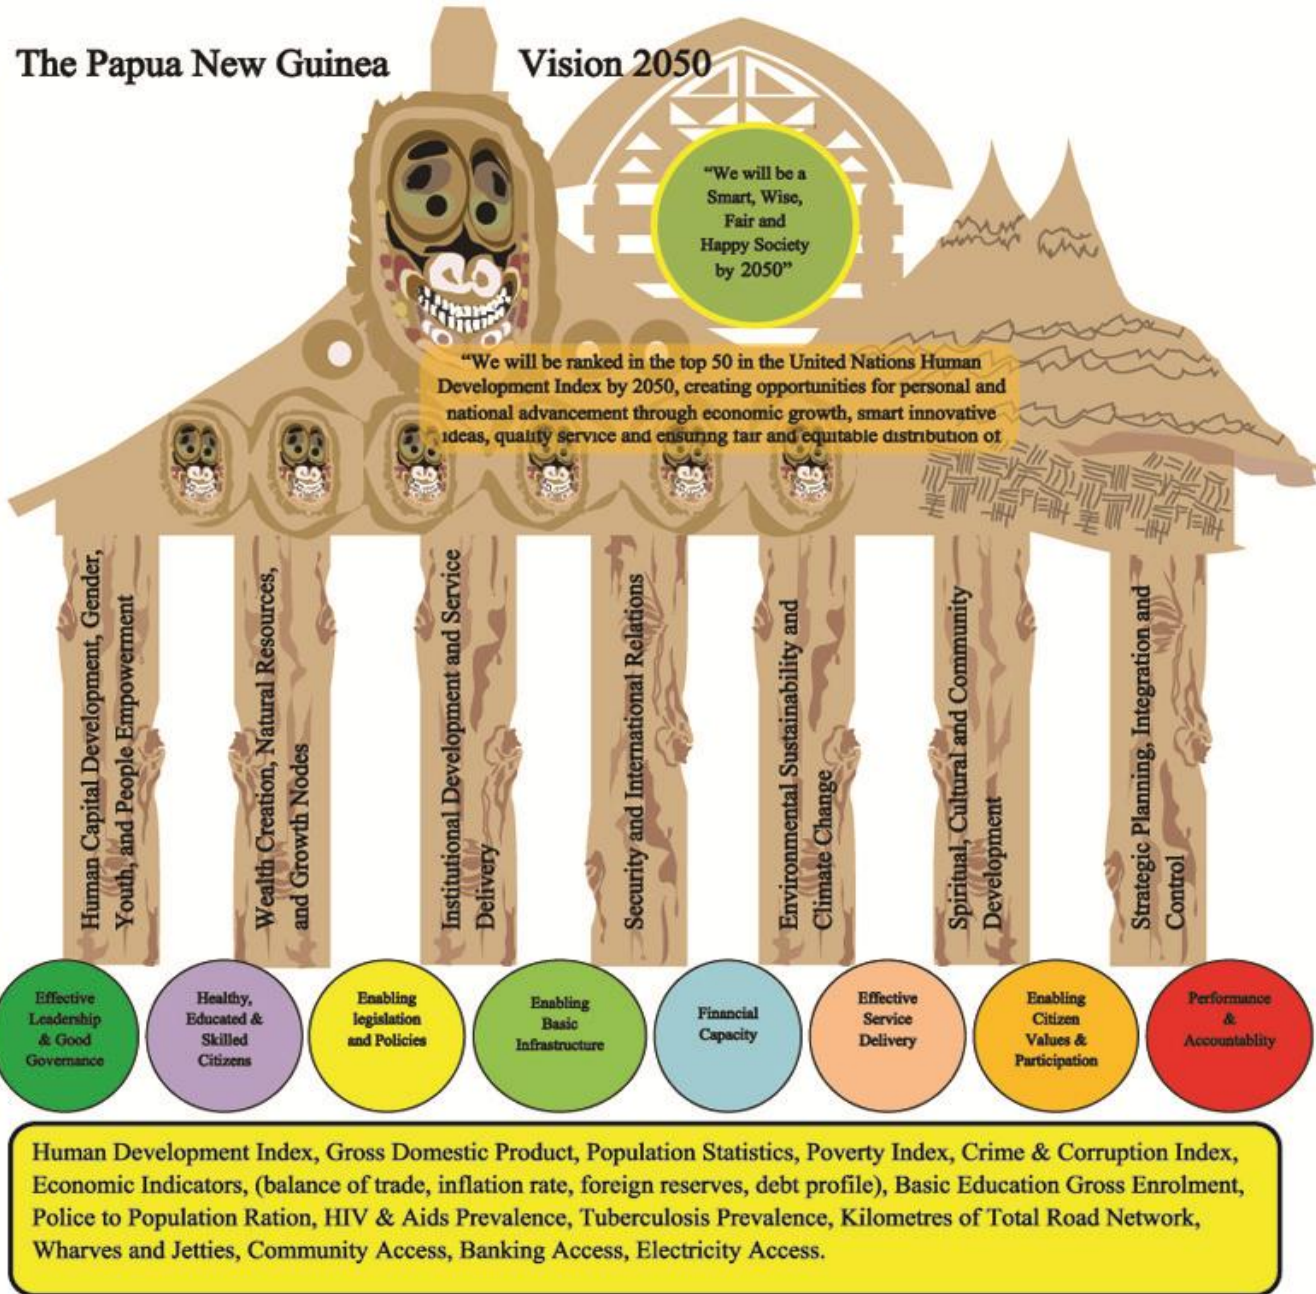 The Papua New Guinea Vision 2050
"We will be a
Smart, Wise,
Fair and
Happy Society
by 2050"
"We will be ranked in the top 50 in the United Nations Human
Development Index by 2050, creating opportunities for personal and
national advancement through economic growth, smart innovative
ideas, quality service and ensuring fair and equitable distribution of
Human Capital Development, Gender,
Youth, and People Empowerment
Wealth Creation, Natural Resources,
and Growth Nodes
Institutional Development and Service
Delivery
Security and International Relations
Environmental Sustainability and
Climate Change
Spiritual, Cultural and Community
Development
Strategic Planning, Integration and
Control
Effective
Leadership
& Good
Governance
Healthy,
Educated &
Skilled
Citizens
Enabling
legislation
and Policies
Enabling
Basic
Infrastructure
Financial
Capacity
Effective
Service
Delivery
Enabling
Citizen
Values &
Participation
Performance
&
Accountablity
Human Development Index, Gross Domestic Product, Population Statistics, Poverty Index, Crime & Corruption Index,
Economic Indicators, (balance of trade, inflation rate, foreign reserves, debt profile), Basic Education Gross Enrolment,
Police to Population Ration, HIV & Aids Prevalence, Tuberculosis Prevalence, Kilometres of Total Road Network,
Wharves and Jetties, Community Access, Banking Access, Electricity Access.